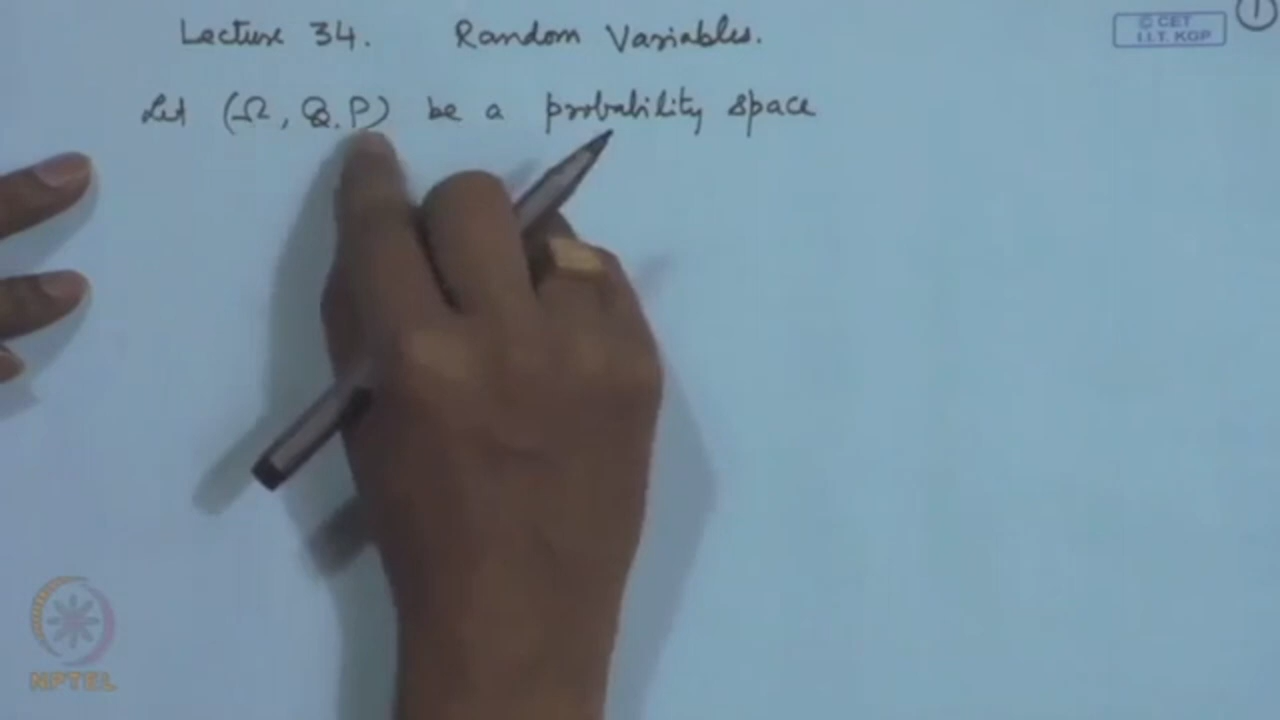 Lecture 34. Random Variables.
© CET
I.I.T. KGP
1
Let (Ω, Q, P) be a probability space
NPTEL